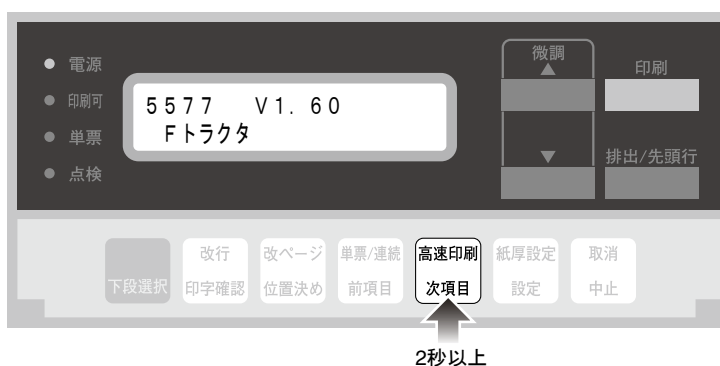 電源
印刷可
単票
点検
5577 V1.60
Fトラクタ
微調
▲
▼
印刷
排出/先頭行
下段選択
改行
印字確認
改ページ
位置決め
単票/連続
前項目
高速印刷
次項目
紙厚設定
設定
取消
中止
2秒以上